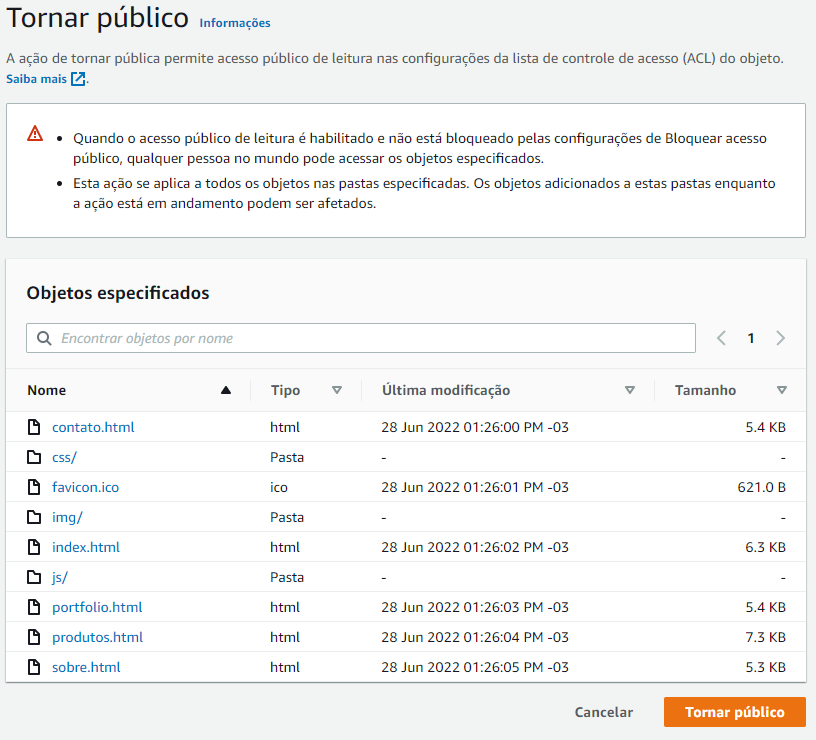 Tornar público Informações
A ação de tornar pública permite acesso público de leitura nas configurações da lista de controle de acesso (ACL) do objeto.
Saiba mais.
• Quando o acesso público de leitura é habilitado e não está bloqueado pelas configurações de Bloquear acesso
público, qualquer pessoa no mundo pode acessar os objetos especificados.
• Esta ação se aplica a todos os objetos nas pastas especificadas. Os objetos adicionados a estas pastas enquanto
a ação está em andamento podem ser afetados.
Objetos especificados
Encontrar objetos por nome 1
Nome Tipo Última modificação Tamanho
contato.html html 28 Jun 2022 01:26:00 PM -03 5.4 KB
css/ Pasta - -
favicon.ico ico 28 Jun 2022 01:26:01 PM -03 621.0 B
img/ Pasta - -
index.html html 28 Jun 2022 01:26:02 PM -03 6.3 KB
js/ Pasta - -
portfolio.html html 28 Jun 2022 01:26:03 PM -03 5.4 KB
produtos.html html 28 Jun 2022 01:26:04 PM -03 7.3 KB
sobre.html html 28 Jun 2022 01:26:05 PM -03 5.3 KB
Cancelar Tornar público